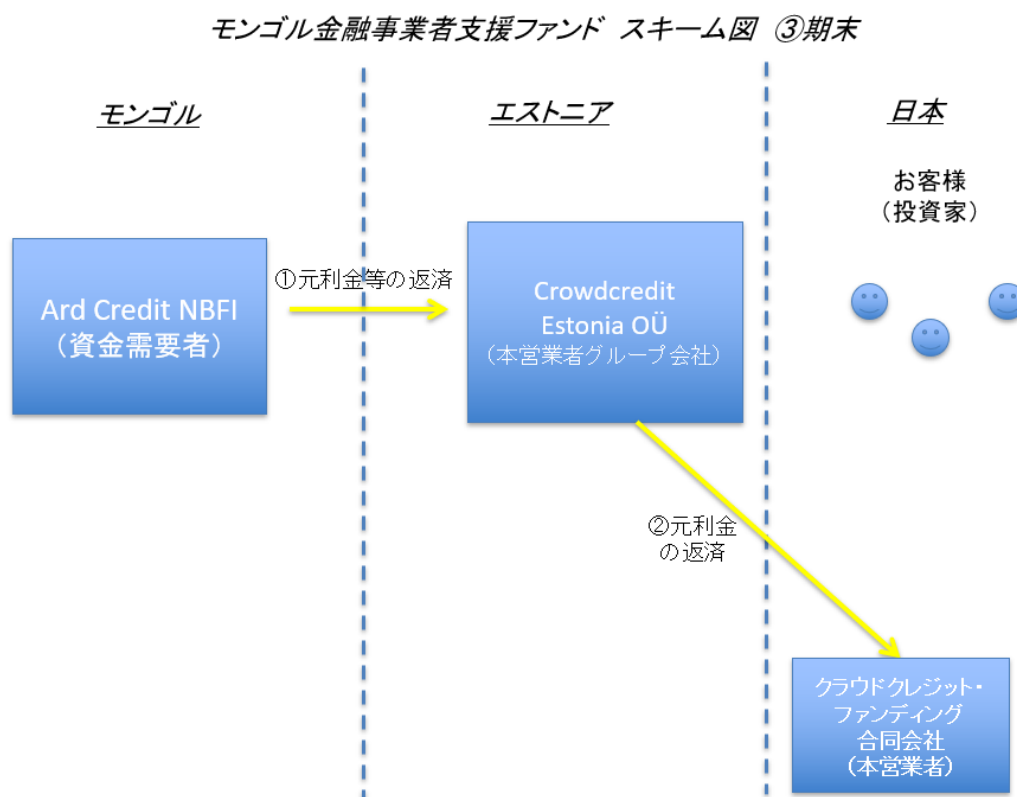 モンゴル金融事業者支援ファンド スキーム図 ③期末
モンゴル
エストニア
日本
お客様
（投資家）
Ard Credit NBFI
（資金需要者）
①元利金等の返済
Crowdcredit
Estonia OÜ
（本営業者グループ会社）
②元利金
の返済
クラウドクレジット・
ファンディング
合同会社
（本営業者）